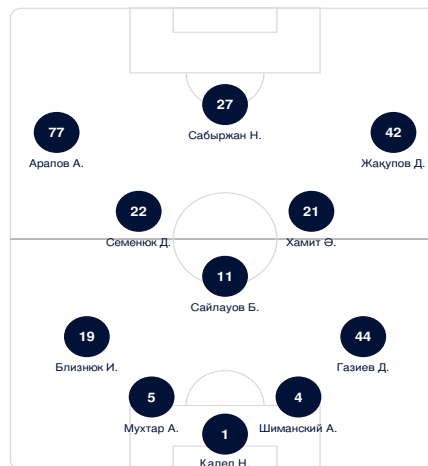 27
Сабыржан Н.
77
Арапов А.
42
Жақупов Д.
22
Семенюк Д.
21
Хамит Ә.
11
Сайлауов Б.
19
Близнюк И.
44
Газиев Д.
5
Мухтар А.
4
Шиманский А.
1
Калел Н.